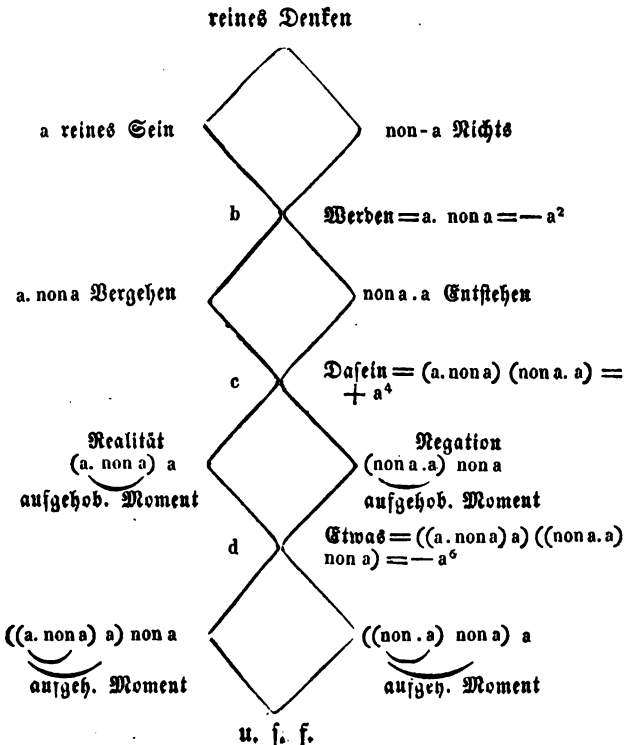 reines Denken
a reines Sein
non-a Nichts
b
Werden = a. non a = — a²
a. non a Vergehen
non a. a Entstehen
c
Dasein = (a. non a) (non a. a) =
+ a⁴
Realität
(a. non a) a
aufgehob. Moment
Negation
(non a. a) non a
aufgehob. Moment
d
Etwas = ((a. non a) a) ((non a. a)
non a) = — a⁶
((a. non a) a) non a
aufgeh. Moment
((non . a) non a) a
aufgeh. Moment
u. s. f.